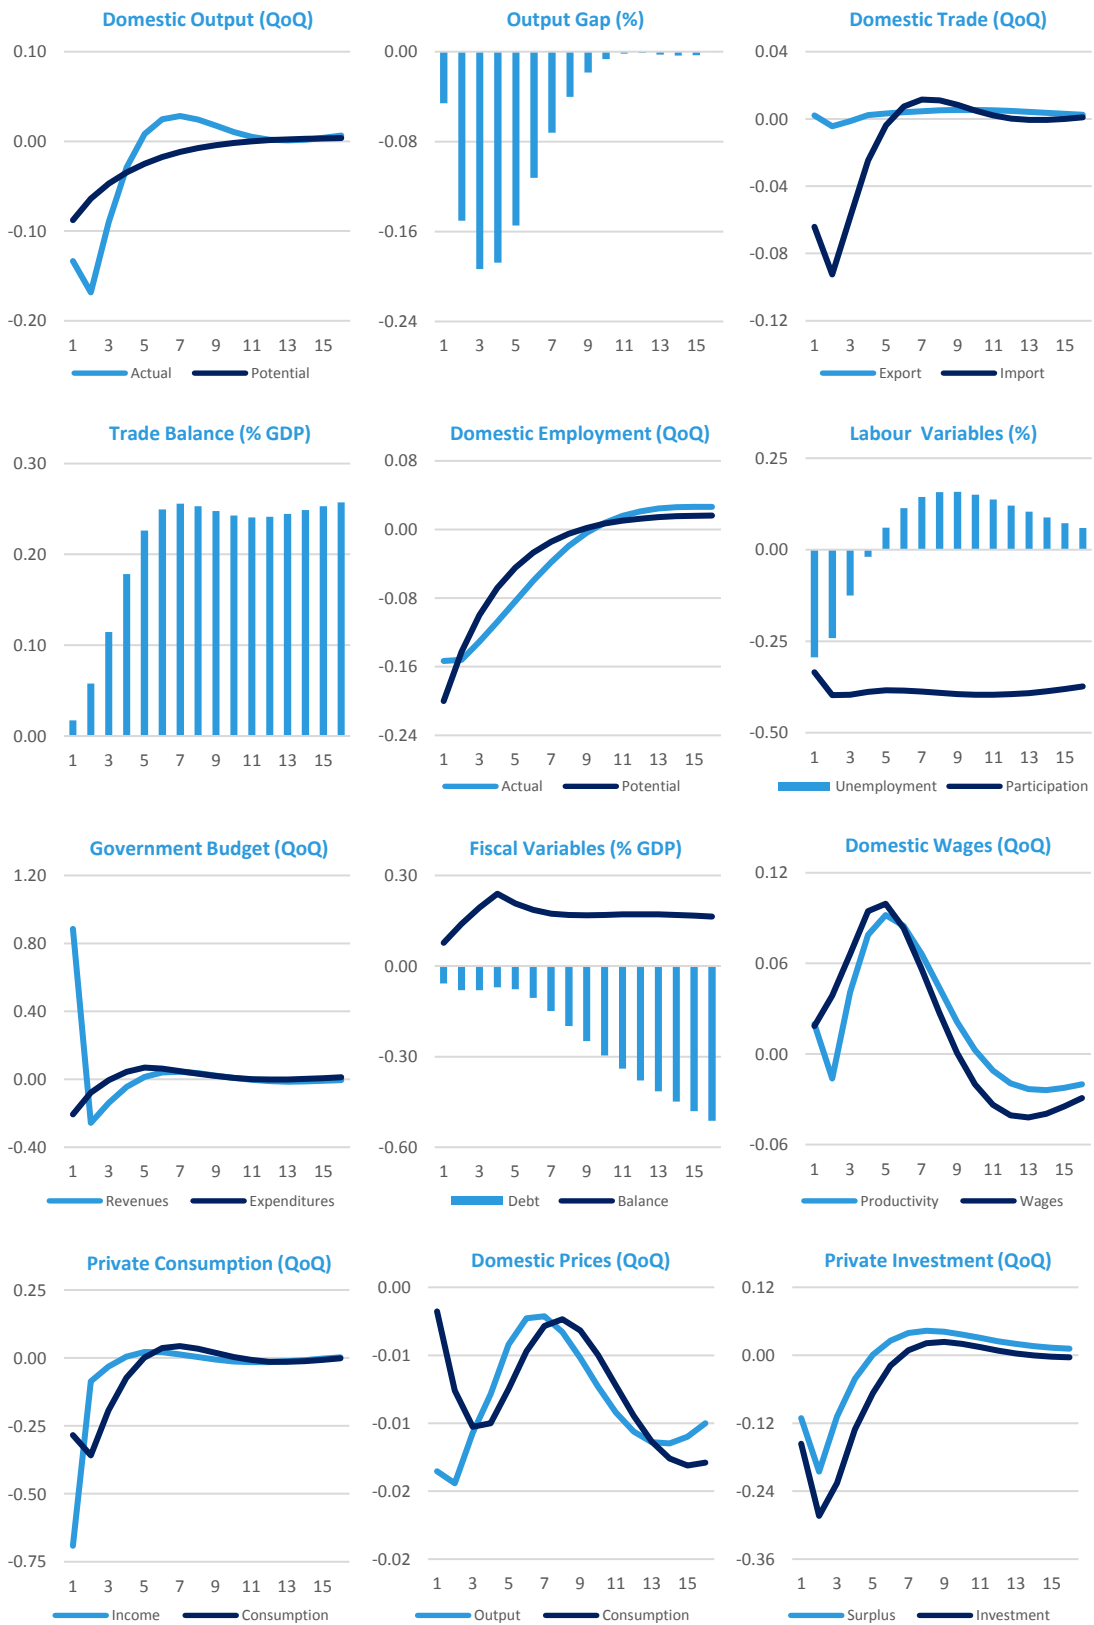 Domestic Output (QoQ)
0.10
0.00
-0.10
-0.20
1 3 5 7 9 11 13 15
Actual Potential
Output Gap (%)
0.00
-0.08
-0.16
-0.24
1 3 5 7 9 11 13 15
Domestic Trade (QoQ)
0.04
0.00
-0.04
-0.08
-0.12
1 3 5 7 9 11 13 15
Export Import
Trade Balance (% GDP)
0.30
0.20
0.10
0.00
1 3 5 7 9 11 13 15
Domestic Employment (QoQ)
0.08
0.00
-0.08
-0.16
-0.24
1 3 5 7 9 11 13 15
Actual Potential
Labour Variables (%)
0.25
0.00
-0.25
-0.50
1 3 5 7 9 11 13 15
Unemployment Participation
Government Budget (QoQ)
1.20
0.80
0.40
0.00
-0.40
1 3 5 7 9 11 13 15
Revenues Expenditures
Fiscal Variables (% GDP)
0.30
0.00
-0.30
-0.60
1 3 5 7 9 11 13 15
Debt Balance
Domestic Wages (QoQ)
0.12
0.06
0.00
-0.06
1 3 5 7 9 11 13 15
Productivity Wages
Private Consumption (QoQ)
0.25
0.00
-0.25
-0.50
-0.75
1 3 5 7 9 11 13 15
Income Consumption
Domestic Prices (QoQ)
0.00
-0.01
-0.01
-0.02
-0.02
1 3 5 7 9 11 13 15
Output Consumption
Private Investment (QoQ)
0.12
0.00
-0.12
-0.24
-0.36
1 3 5 7 9 11 13 15
Surplus Investment